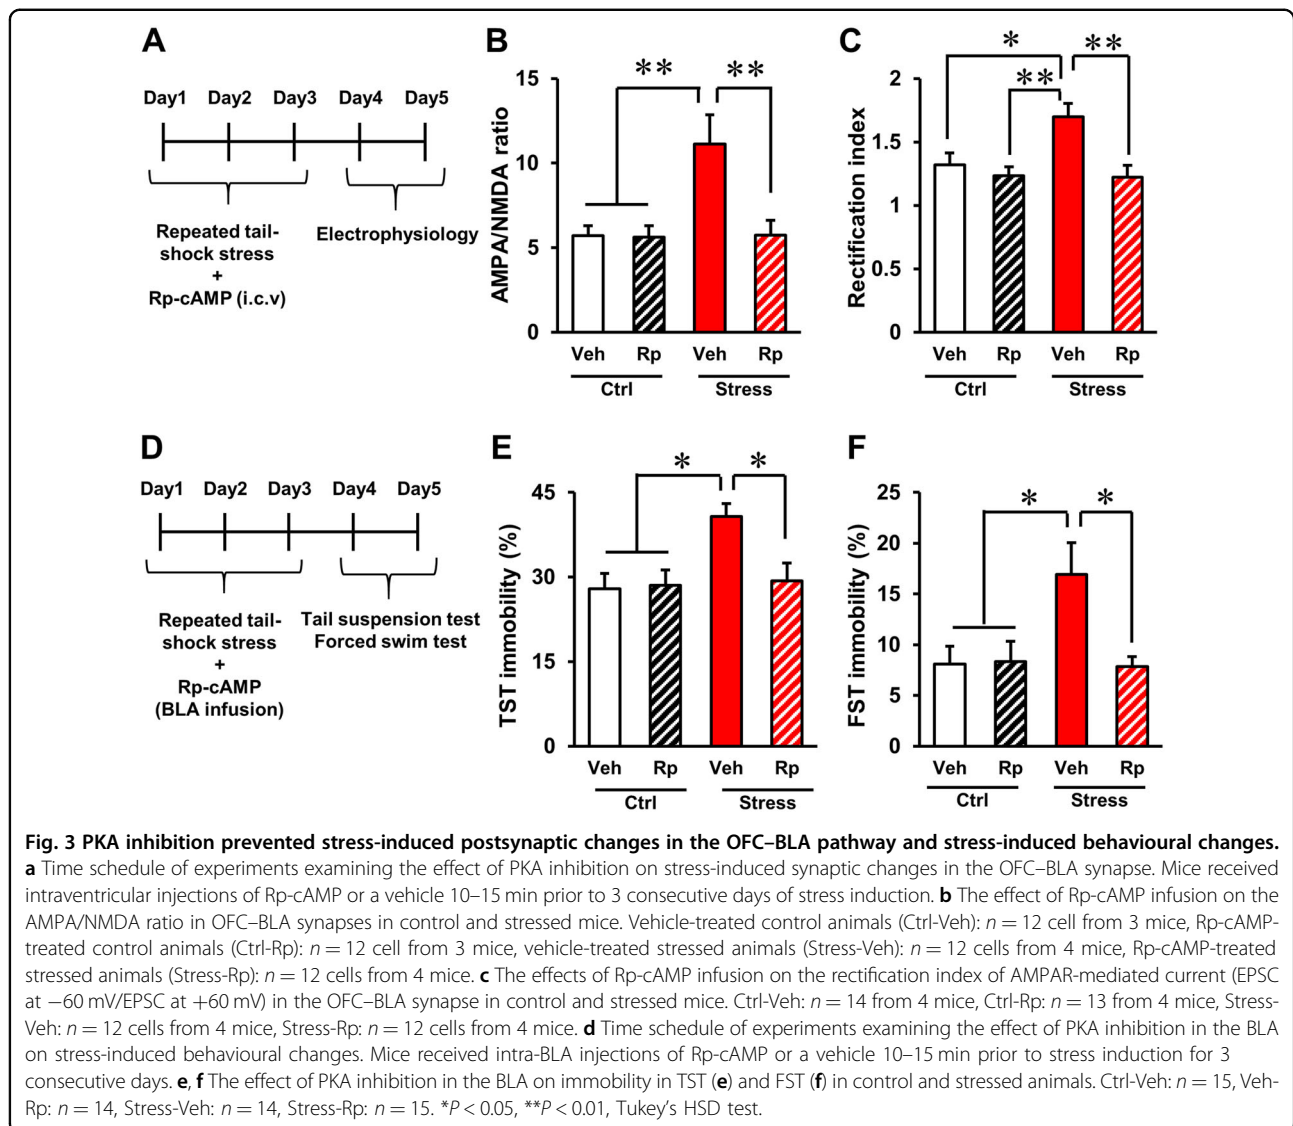 A
Day1 Day2 Day3 Day4 Day5
Repeated tail-
shock stress
+
Rp-cAMP (i.c.v)
Electrophysiology
B
** **
AMPA/NMDA ratio
15
10
5
0
Veh Rp Veh Rp
Ctrl Stress
C
* **
**
Rectification index
2
1.5
1
0.5
0
Veh Rp Veh Rp
Ctrl Stress
D
Day1 Day2 Day3 Day4 Day5
Repeated tail-
shock stress
+
Rp-cAMP
(BLA infusion)
Tail suspension test
Forced swim test
E
* *
TST immobility (%)
45
30
15
0
Veh Rp Veh Rp
Ctrl Stress
F
* *
FST immobility (%)
25
20
15
10
5
0
Veh Rp Veh Rp
Ctrl Stress
Fig. 3 PKA inhibition prevented stress-induced postsynaptic changes in the OFC–BLA pathway and stress-induced behavioural changes.
a Time schedule of experiments examining the effect of PKA inhibition on stress-induced synaptic changes in the OFC–BLA synapse. Mice received
intraventricular injections of Rp-cAMP or a vehicle 10–15 min prior to 3 consecutive days of stress induction. b The effect of Rp-cAMP infusion on the
AMPA/NMDA ratio in OFC–BLA synapses in control and stressed mice. Vehicle-treated control animals (Ctrl-Veh): n = 12 cell from 3 mice, Rp-cAMP-
treated control animals (Ctrl-Rp): n = 12 cell from 3 mice, vehicle-treated stressed animals (Stress-Veh): n = 12 cells from 4 mice, Rp-cAMP-treated
stressed animals (Stress-Rp): n = 12 cells from 4 mice. c The effects of Rp-cAMP infusion on the rectification index of AMPAR-mediated current (EPSC
at −60 mV/EPSC at +60 mV) in the OFC–BLA synapse in control and stressed mice. Ctrl-Veh: n = 14 from 4 mice, Ctrl-Rp: n = 13 from 4 mice, Stress-
Veh: n = 12 cells from 4 mice, Stress-Rp: n = 12 cells from 4 mice. d Time schedule of experiments examining the effect of PKA inhibition in the BLA
on stress-induced behavioural changes. Mice received intra-BLA injections of Rp-cAMP or a vehicle 10–15 min prior to stress induction for 3
consecutive days. e, f The effect of PKA inhibition in the BLA on immobility in TST (e) and FST (f) in control and stressed animals. Ctrl-Veh: n = 15, Veh-
Rp: n = 14, Stress-Veh: n = 14, Stress-Rp: n = 15. *P < 0.05, **P < 0.01, Tukey's HSD test.